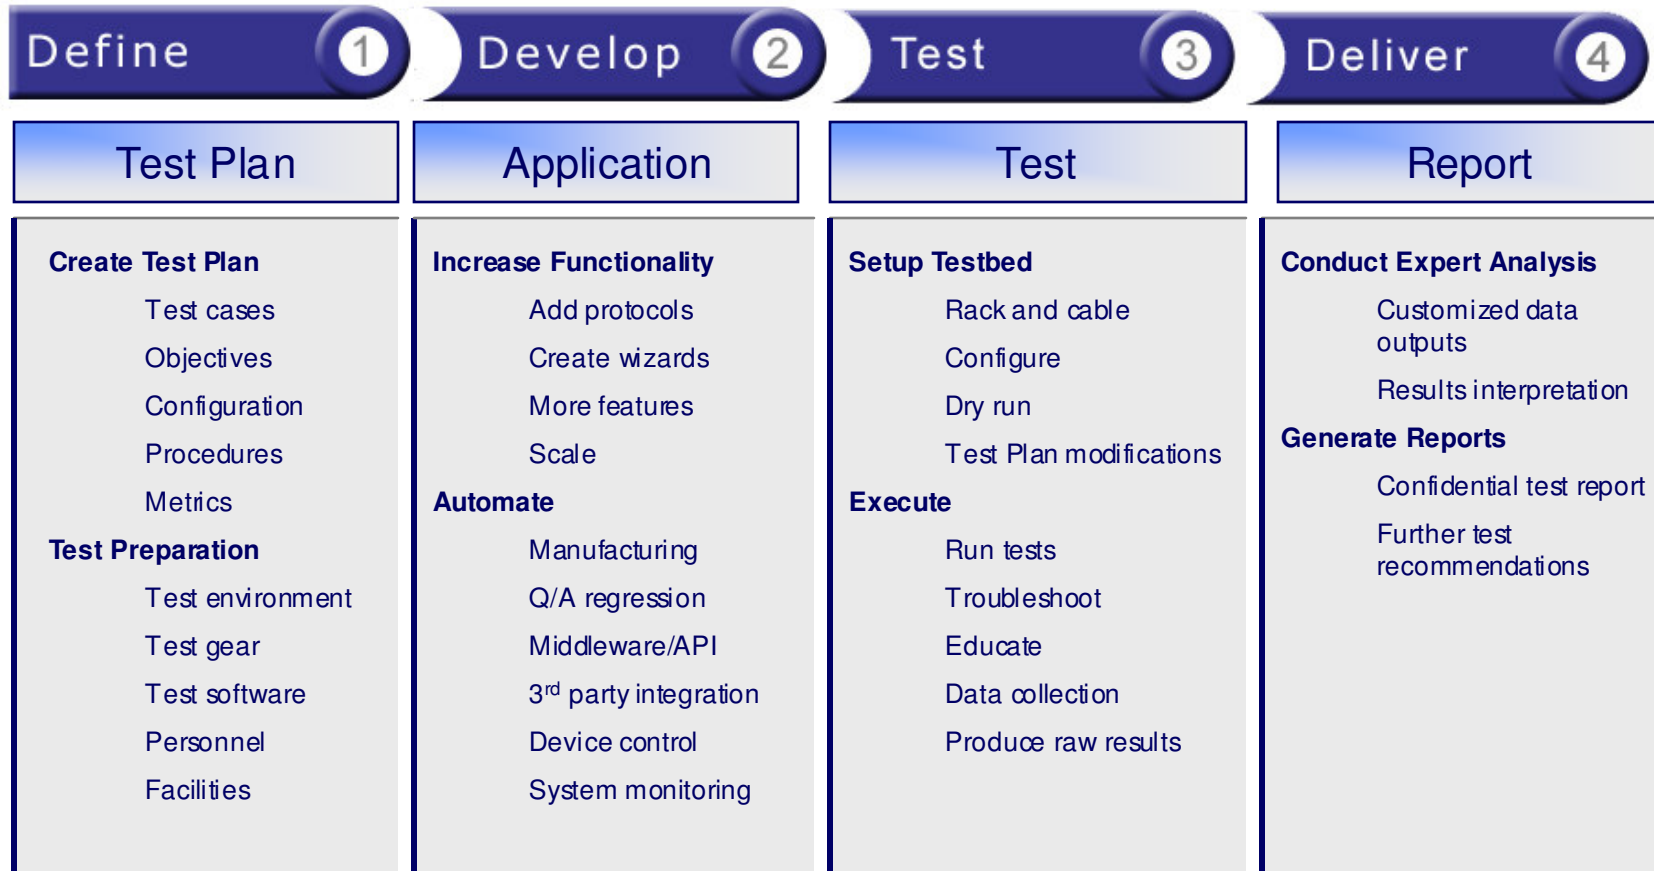 Define 1
Develop 2
Test 3
Deliver 4
Test Plan
Application
Test
Report
Create Test Plan
Test cases
Objectives
Configuration
Procedures
Metrics
Test Preparation
Test environment
Test gear
Test software
Personnel
Facilities
Increase Functionality
Add protocols
Create wizards
More features
Scale
Automate
Manufacturing
Q/A regression
Middleware/API
3rd party integration
Device control
System monitoring
Setup Testbed
Rack and cable
Configure
Dry run
Test Plan modifications
Execute
Run tests
Troubleshoot
Educate
Data collection
Produce raw results
Conduct Expert Analysis
Customized data
outputs
Results interpretation
Generate Reports
Confidential test report
Further test
recommendations